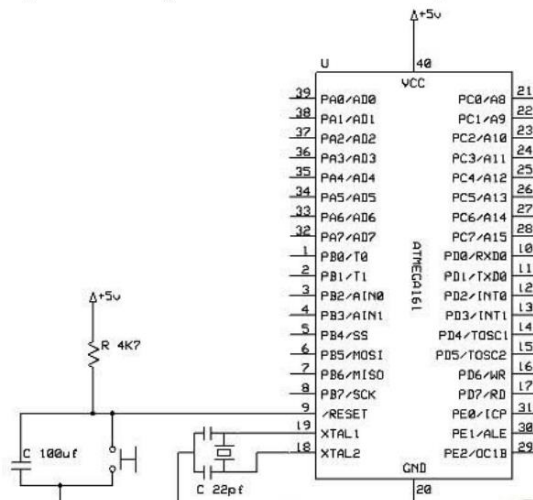 +5v
U
40
VCC
39 PA0/AD0 PC0/A8 21
38 PA1/AD1 PC1/A9 22
37 PA2/AD2 PC2/A10 23
36 PA3/AD3 PC3/A11 24
35 PA4/AD4 PC4/A12 25
34 PA5/AD5 PC5/A13 26
33 PA6/AD6 PC6/A14 27
32 PA7/AD7 PC7/A15 28
1 PB0/T0 PD0/RXD0 10
2 PB1/T1 PD1/TXD0 11
3 PB2/AIN0 PD2/INT0 12
4 PB3/AIN1 PD3/INT1 13
5 PB4/SS PD4/TOSC1 14
6 PB5/MOSI PD5/TOSC2 15
7 PB6/MISO PD6/WR 16
8 PB7/SCK PD7/RD 17
9 /RESET PE0/ICP 31
19 XTAL1 PE1/ALE 30
18 XTAL2 PE2/OC1B 29
ATMEGA161
GND
20
+5v
R 4K7
C 100uf
C 22pf